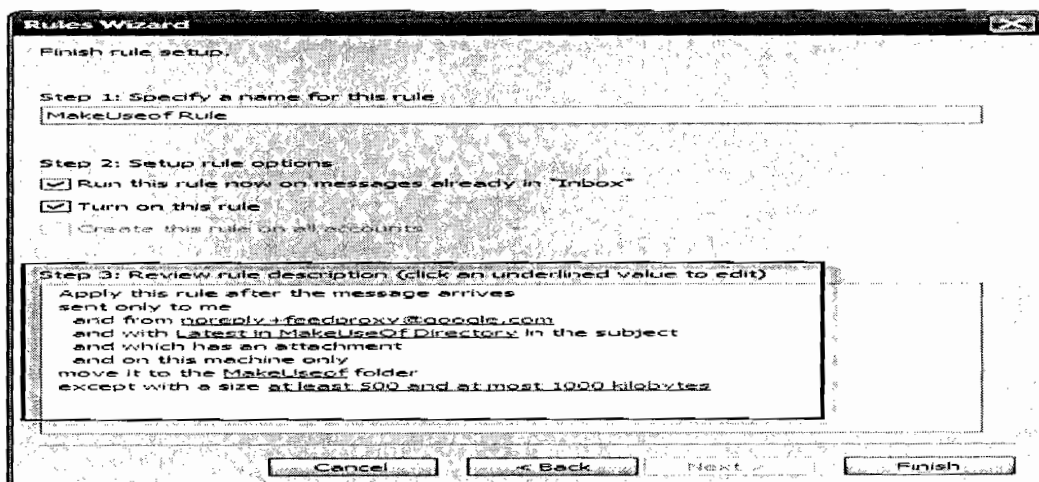 Rules Wizard
Finish rule setup.
Step 1: Specify a name for this rule
MakeUseof Rule
Step 2: Setup rule options
Run this rule now on messages already in "Inbox"
Turn on this rule
Create this rule on all accounts
Step 3: Review rule description (click an underlined value to edit)
Apply this rule after the message arrives
sent only to me
and from noreply+feedproxy@google.com
and with Latest in MakeUseOf Directory in the subject
and which has an attachment
and on this machine only
move it to the MakeUseof folder
except with a size at least 500 and at most 1000 kilobytes
Cancel < Back Next > Finish